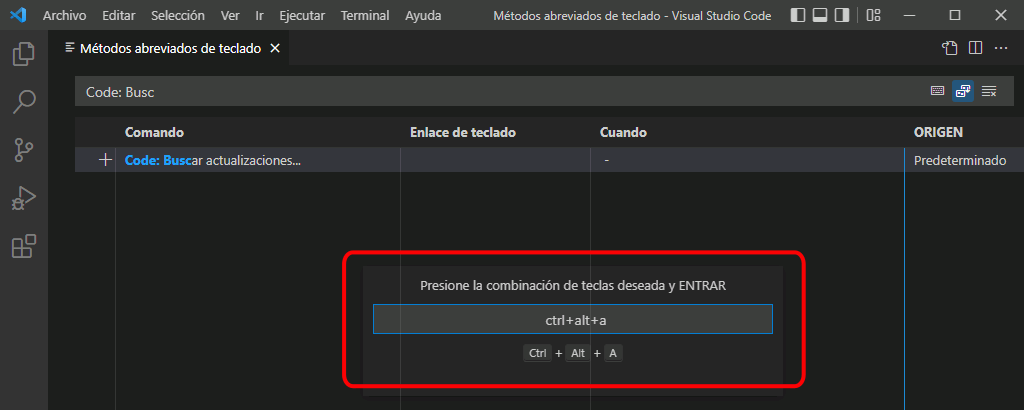 Archivo Editar Selección Ver Ir Ejecutar Terminal Ayuda Métodos abreviados de teclado - Visual Studio Code
Métodos abreviados de teclado
Code: Busc
Comando Enlace de teclado Cuando ORIGEN
Code: Buscar actualizaciones... - Predeterminado
Presione la combinación de teclas deseada y ENTRAR
ctrl+alt+a
Ctrl + Alt + A